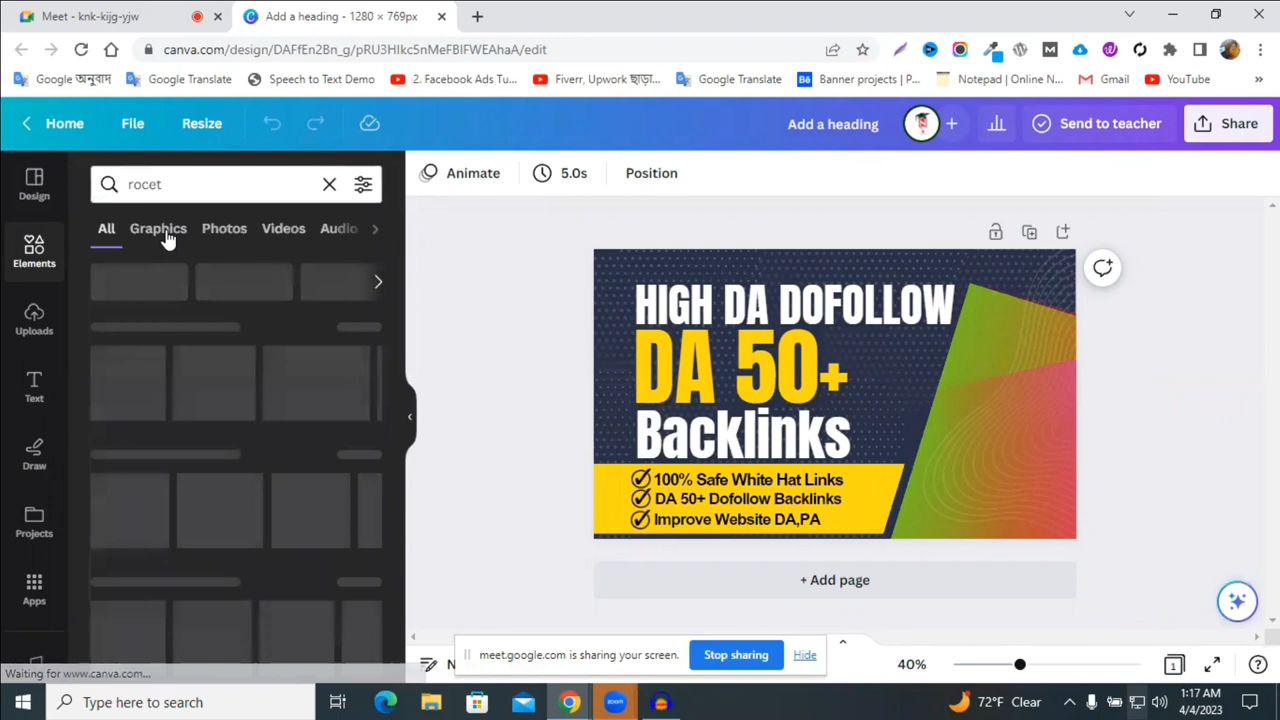 Meet - knk-kijg-yjw
Add a heading - 1280 × 769px
canva.com/design/DAFfEn2Bn_g/pRU3HIkc5nMeFBIFWEAhaA/edit
Google অনুবাদ
Google Translate
Speech to Text Demo
2. Facebook Ads Tu...
Fiverr, Upwork ছাড়া...
Google Translate
Banner projects | P...
Notepad | Online N...
Gmail
YouTube
Home
File
Resize
Add a heading
Send to teacher
Share
Design
rocet
Animate
5.0s
Position
All
Graphics
Photos
Videos
Audio
Elements
Uploads
Text
Draw
Projects
Apps
HIGH DA DOFOLLOW
DA 50+
Backlinks
100% Safe White Hat Links
DA 50+ Dofollow Backlinks
Improve Website DA,PA
+ Add page
meet.google.com is sharing your screen.
Stop sharing
Hide
40%
1
Waiting for www.canva.com...
Type here to search
zoom
72°F Clear
1:17 AM
4/4/2023